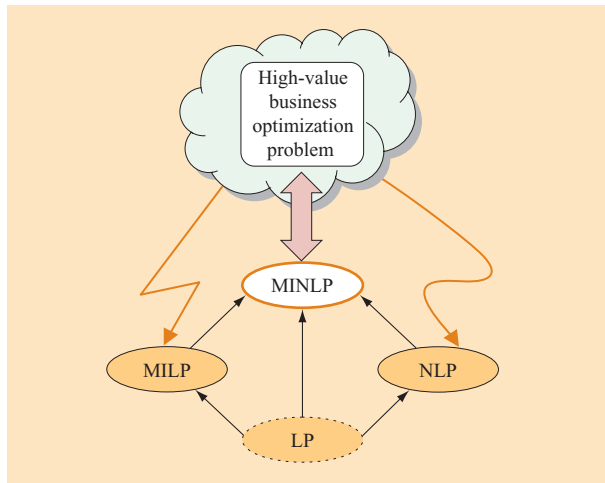 High-value
business
optimization
problem
MINLP
MILP
NLP
LP